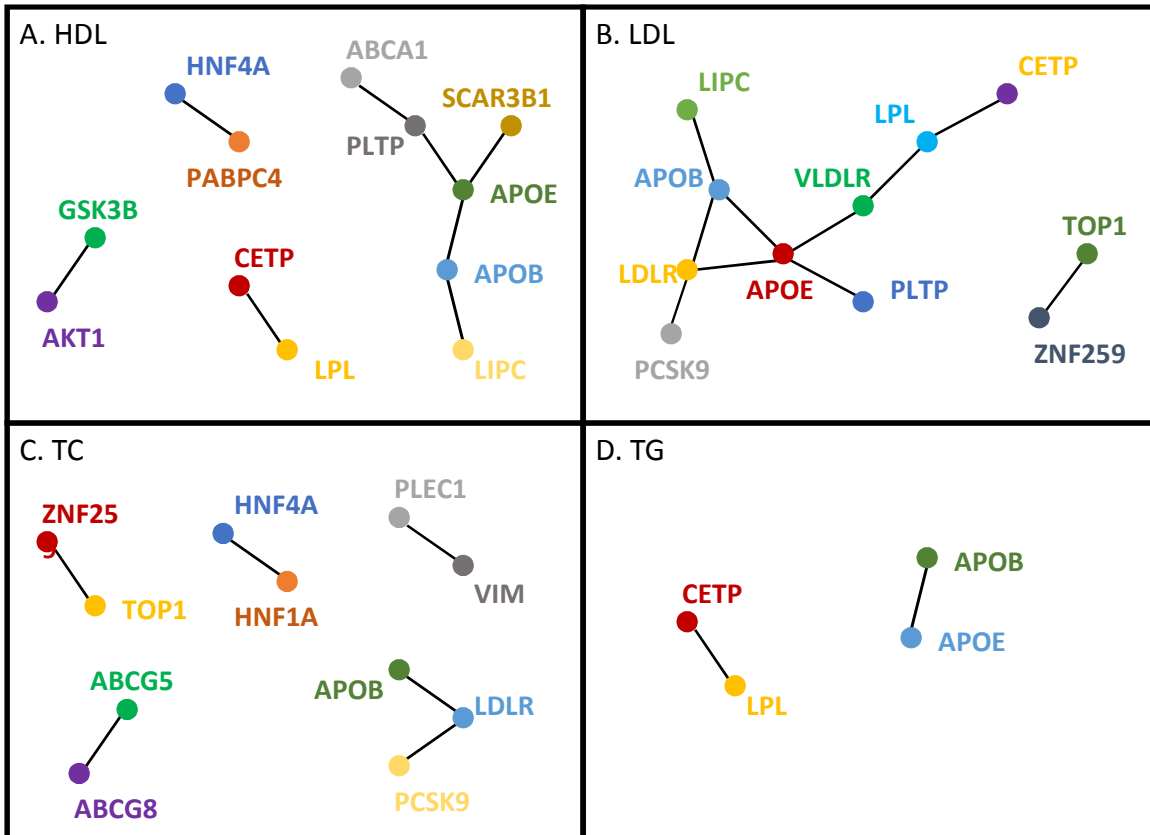 A. HDL
HNF4A
ABCA1
SCAR3B1
PLTP
PABPC4
APOE
GSK3B
CETP
APOB
AKT1
LPL
LIPC
B. LDL
CETP
LIPC
LPL
APOB
VLDLR
TOP1
LDLR
APOE
PLTP
PCSK9
ZNF259
C. TC
PLEC1
HNF4A
ZNF25
9
VIM
TOP1
HNF1A
ABCG5
APOB
LDLR
PCSK9
ABCG8
D. TG
APOB
CETP
APOE
LPL